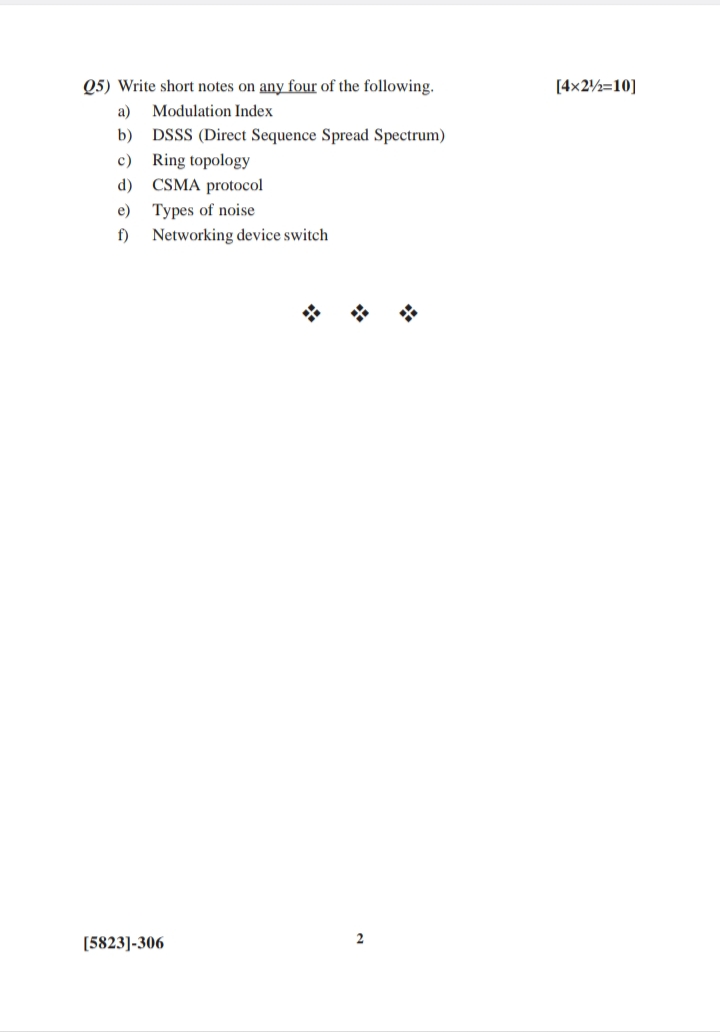 Q5) Write short notes on any four of the following. [4×2½=10]
a) Modulation Index
b) DSSS (Direct Sequence Spread Spectrum)
c) Ring topology
d) CSMA protocol
e) Types of noise
f) Networking device switch
[5823]-306 2